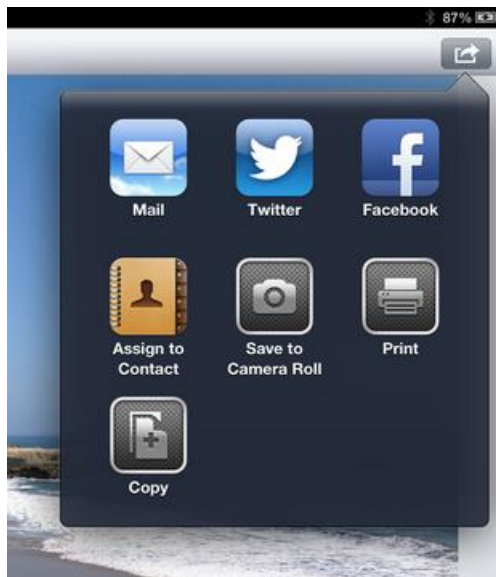 87%
Mail
Twitter
Facebook
Assign to
Contact
Save to
Camera Roll
Print
Copy